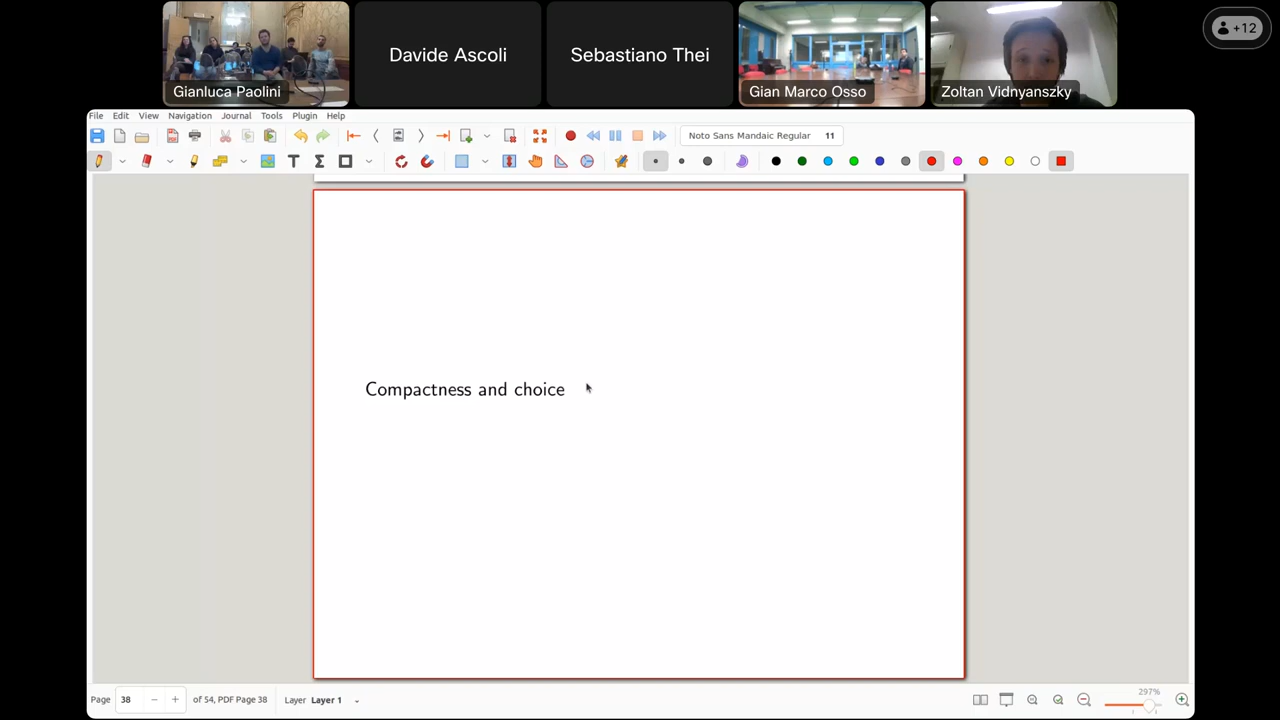 Davide Ascoli
Sebastiano Thei
+12
Gianluca Paolini
Gian Marco Osso
Zoltan Vidnyanszky
File Edit View Navigation Journal Tools Plugin Help
Noto Sans Mandaic Regular 11
Compactness and choice
Page 38 of 54, PDF Page 38 Layer Layer 1 297%